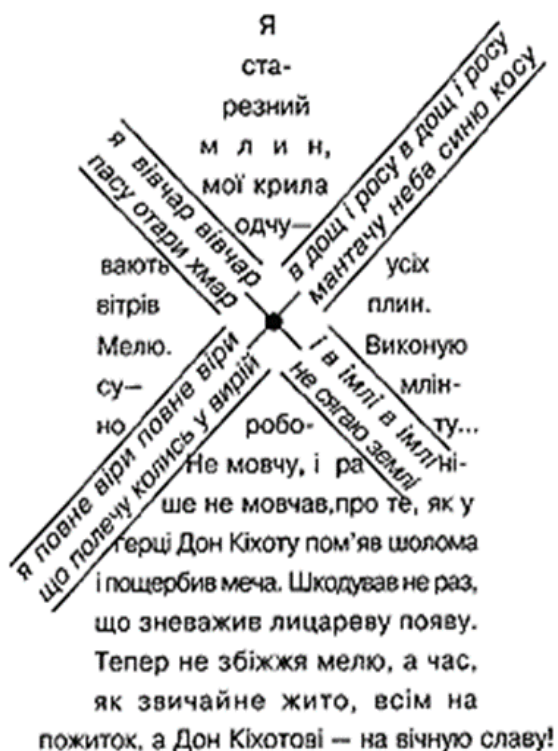 Я
ста-
резний
м л и н,
мої крила
одчу—
я вівчар вівчар
пасу отари хмар
в дощ і росу в дощ і росу
мантачу неба синю косу
вають усіх
вітрів плин.
Мелю. Виконую
су— млін-
но робо- ту...
я повне віри повне віри
що полечу колись у вирій
і в імлі в імлі
не сягаю землі
Не мовчу, і ра ні-
ше не мовчав,про те, як у
герці Дон Кіхоту пом’яв шолома
і пощербив меча. Шкодував не раз,
що зневажив лицареву появу.
Тепер не збіжжя мелю, а час,
як звичайне жито, всім на
пожиток, а Дон Кіхотові — на вічную славу!